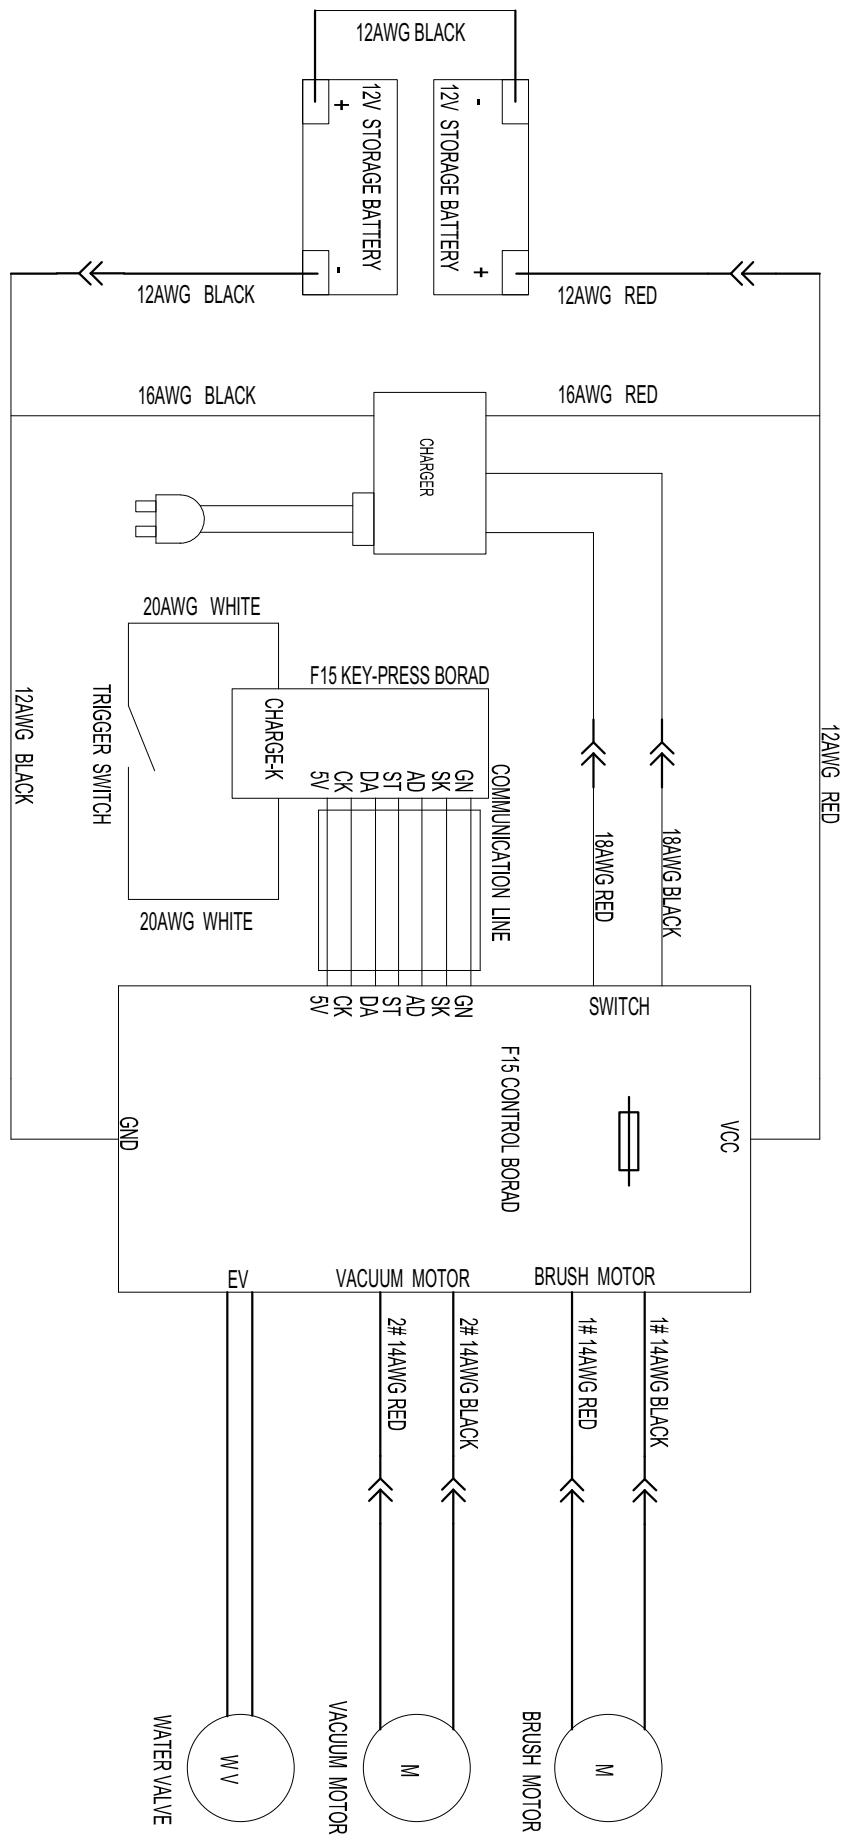 12AWG BLACK
+
12V STORAGE BATTERY
-
-
12V STORAGE BATTERY
+
12AWG BLACK
12AWG RED
16AWG BLACK
16AWG RED
CHARGER
20AWG WHITE
F15 KEY-PRESS BORAD
CHARGE-K
5V
CK
DA
ST
AD
SK
GN
TRIGGER SWITCH
12AWG BLACK
COMMUNICATION LINE
12AWG RED
18AWG RED
18AWG BLACK
20AWG WHITE
5V
CK
DA
ST
AD
SK
GN
SWITCH
F15 CONTROL BORAD
GND
VCC
EV
VACUUM MOTOR
BRUSH MOTOR
2# 14AWG RED
2# 14AWG BLACK
1# 14AWG RED
1# 14AWG BLACK
WATER VALVE
W V
VACUUM MOTOR
M
BRUSH MOTOR
M